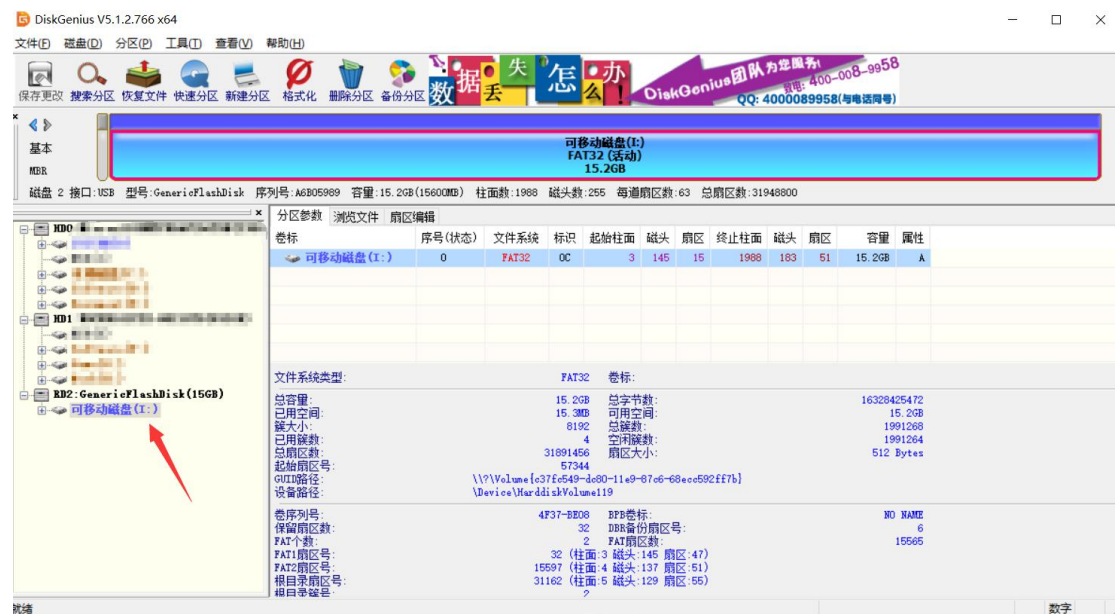 DiskGenius V5.1.2.766 x64
文件(F) 磁盘(D) 分区(P) 工具(T) 查看(V) 帮助(H)
保存更改 搜索分区 恢复文件 快速分区 新建分区 格式化 删除分区 备份分区
数据丢失怎么办!
DiskGenius团队为您服务!
致电: 400-008-9958
QQ: 4000089958(与电话同号)
基本
MBR
可移动磁盘(I:)
FAT32 (活动)
15.2GB
磁盘 2 接口:USB 型号:GenericFlashDisk 序列号:A6B05989 容量:15.2GB(15600MB) 柱面数:1988 磁头数:255 每道扇区数:63 总扇区数:31948800
HD0
HD1
RD2:GenericFlashDisk(15GB)
可移动磁盘(I:)
分区参数 浏览文件 扇区编辑
卷标 序号(状态) 文件系统 标识 起始柱面 磁头 扇区 终止柱面 磁头 扇区 容量 属性
可移动磁盘(I:) 0 FAT32 0C 3 145 15 1988 183 51 15.2GB A
文件系统类型: FAT32 卷标:
总容量: 15.2GB 总字节数: 16328425472
已用空间: 15.3MB 可用空间: 15.2GB
簇大小: 8192 总簇数: 1991268
已用簇数: 4 空闲簇数: 1991264
总扇区数: 31891456 扇区大小: 512 Bytes
起始扇区号: 57344
GUID路径: \\?\Volume{c37fc549-dc80-11e9-87c6-68ecc592ff7b}
设备路径: \Device\HarddiskVolume119
卷序列号: 4F37-BE08 BPB卷标: NO NAME
保留扇区数: 32 DBR备份扇区号: 6
FAT个数: 2 FAT扇区数: 15565
FAT1扇区号: 32 (柱面:3 磁头:145 扇区:47)
FAT2扇区号: 15597 (柱面:4 磁头:137 扇区:51)
根目录扇区号: 31162 (柱面:5 磁头:129 扇区:55)
根目录簇号: 2
就绪 数字